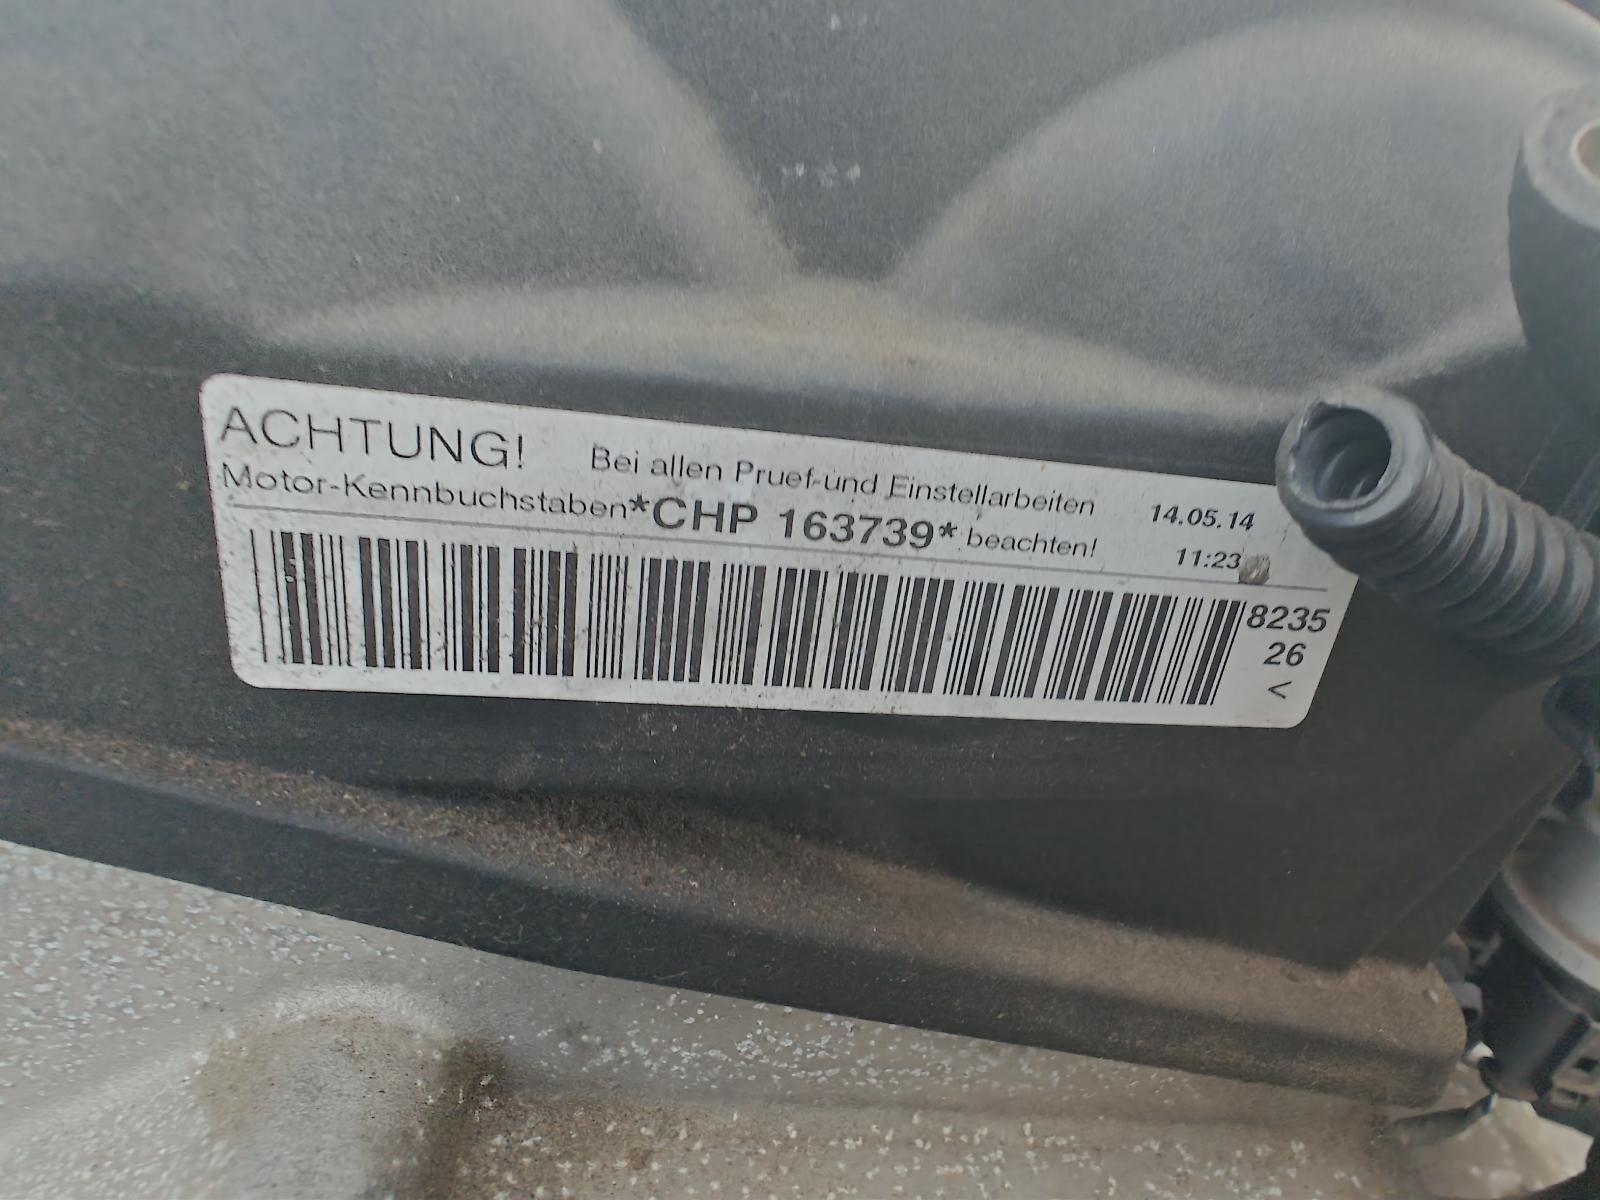 ACHTUNG! Bei allen Pruef-und Einstellarbeiten 14.05.14
Motor-Kennbuchstaben*CHP 163739* beachten! 11:23
8235
26
<